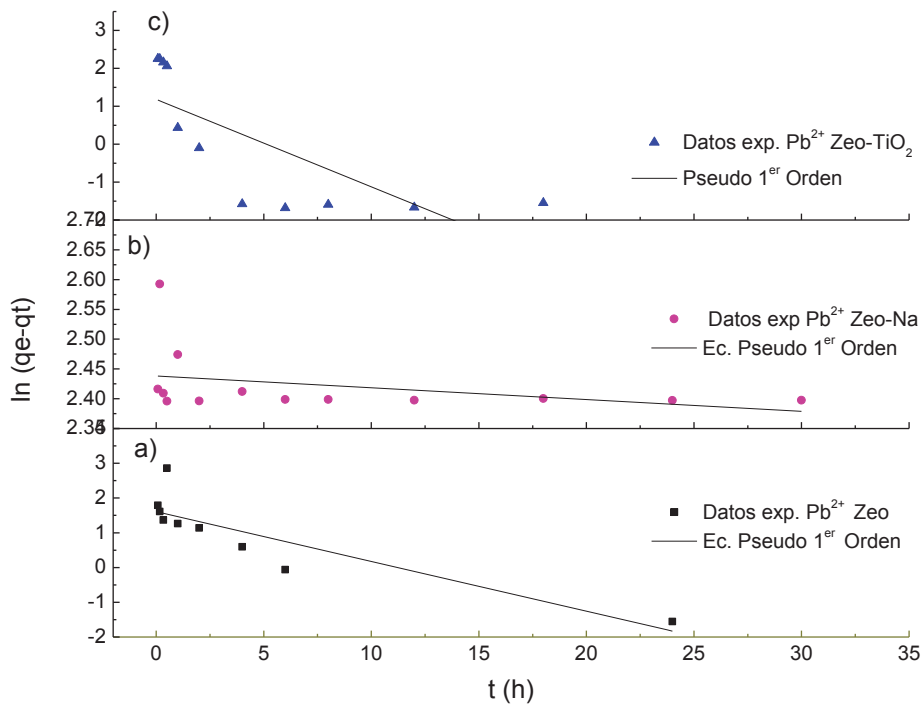 c)
3
2
1
0
-1
-2
Datos exp. Pb²⁺ Zeo-TiO₂
Pseudo 1ᵉʳ Orden
b)
2.70
2.65
2.60
2.55
2.50
2.45
2.40
2.35
Datos exp Pb²⁺ Zeo-Na
Ec. Pseudo 1ᵉʳ Orden
a)
4
3
2
1
0
-1
-2
Datos exp. Pb²⁺ Zeo
Ec. Pseudo 1ᵉʳ Orden
ln (qe-qt)
0 5 10 15 20 25 30 35
t (h)